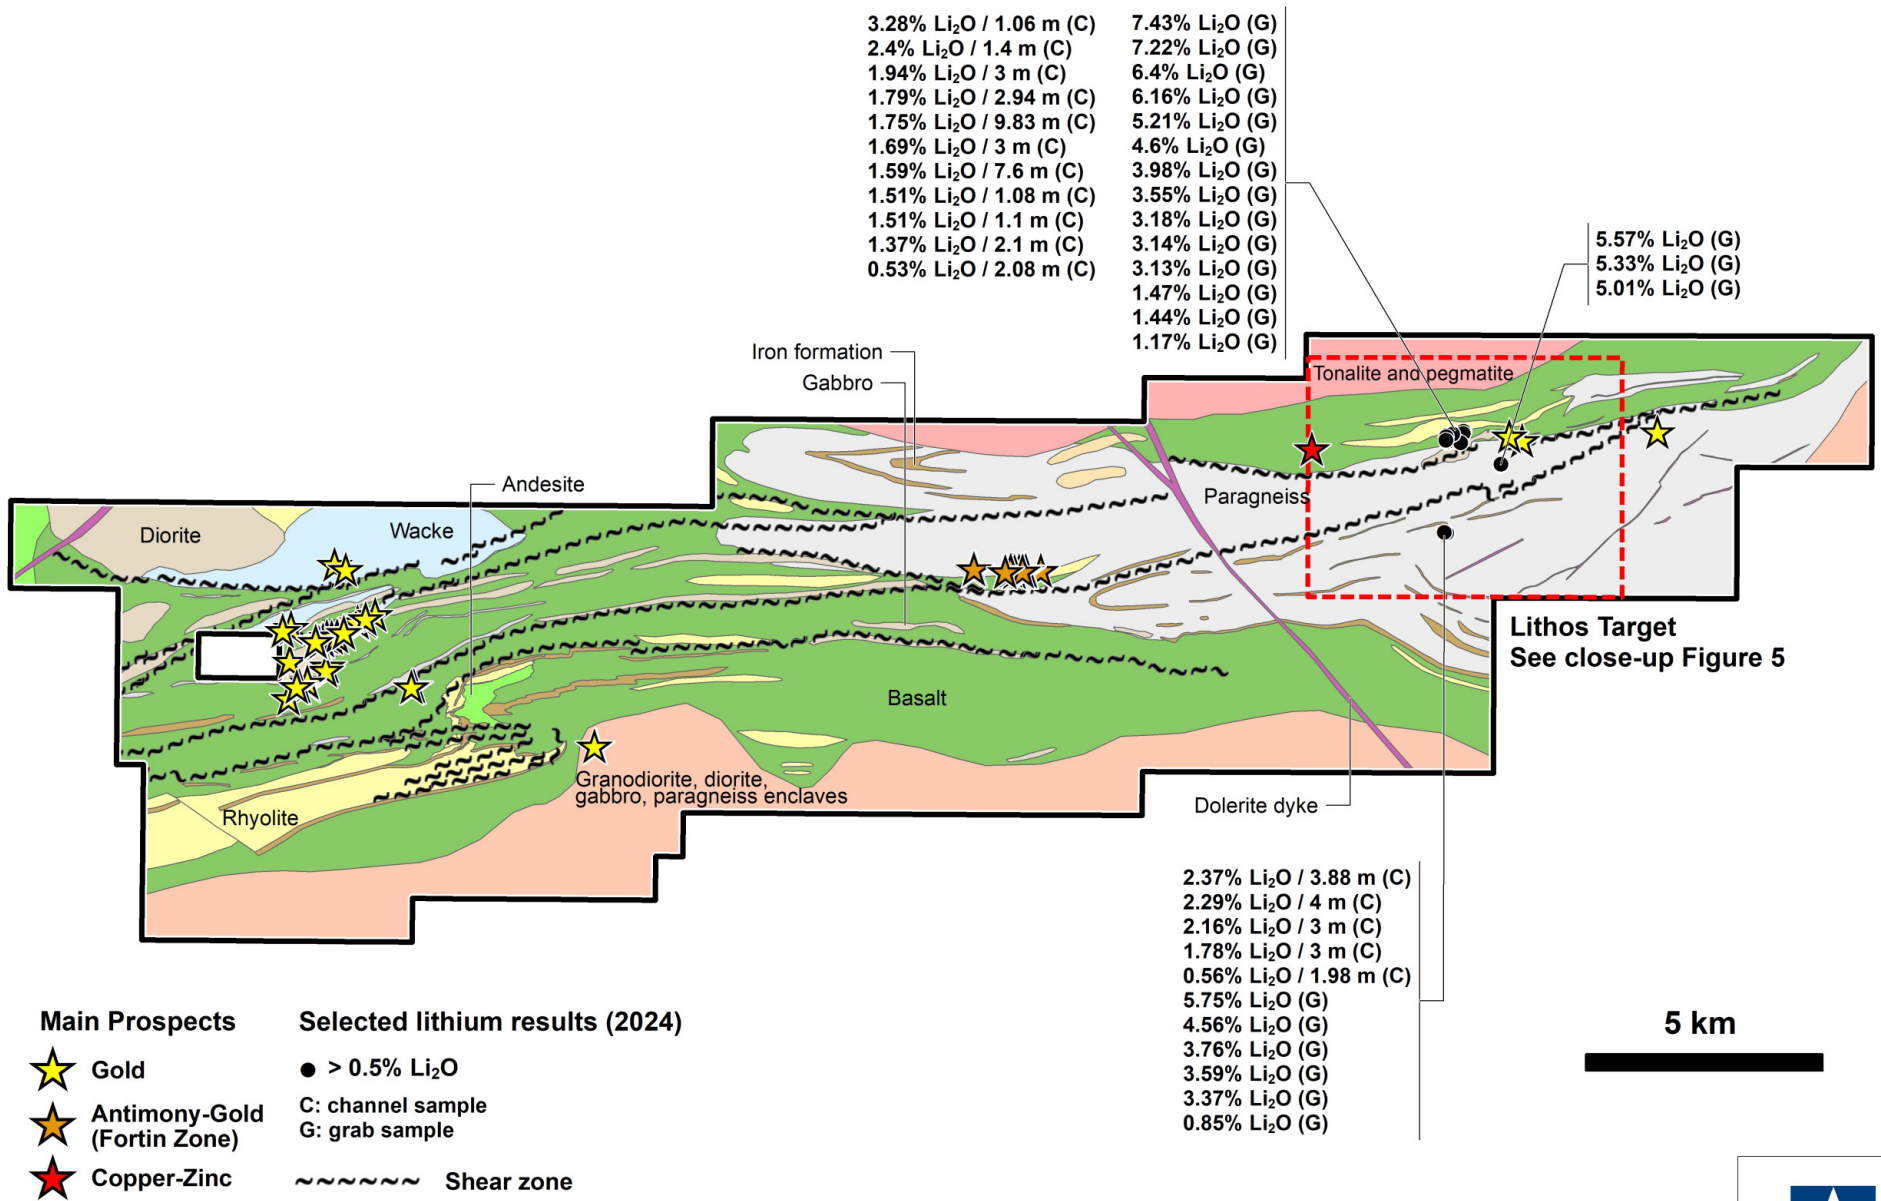 3.28% Li₂O / 1.06 m (C)
2.4% Li₂O / 1.4 m (C)
1.94% Li₂O / 3 m (C)
1.79% Li₂O / 2.94 m (C)
1.75% Li₂O / 9.83 m (C)
1.69% Li₂O / 3 m (C)
1.59% Li₂O / 7.6 m (C)
1.51% Li₂O / 1.08 m (C)
1.51% Li₂O / 1.1 m (C)
1.37% Li₂O / 2.1 m (C)
0.53% Li₂O / 2.08 m (C)
7.43% Li₂O (G)
7.22% Li₂O (G)
6.4% Li₂O (G)
6.16% Li₂O (G)
5.21% Li₂O (G)
4.6% Li₂O (G)
3.98% Li₂O (G)
3.55% Li₂O (G)
3.18% Li₂O (G)
3.14% Li₂O (G)
3.13% Li₂O (G)
1.47% Li₂O (G)
1.44% Li₂O (G)
1.17% Li₂O (G)
5.57% Li₂O (G)
5.33% Li₂O (G)
5.01% Li₂O (G)
Iron formation
Gabbro
Tonalite and pegmatite
Andesite
Paragneiss
Diorite
Wacke
Lithos Target
See close-up Figure 5
Basalt
Granodiorite, diorite,
gabbro, paragneiss enclaves
Rhyolite
Dolerite dyke
2.37% Li₂O / 3.88 m (C)
2.29% Li₂O / 4 m (C)
2.16% Li₂O / 3 m (C)
1.78% Li₂O / 3 m (C)
0.56% Li₂O / 1.98 m (C)
5.75% Li₂O (G)
4.56% Li₂O (G)
3.76% Li₂O (G)
3.59% Li₂O (G)
3.37% Li₂O (G)
0.85% Li₂O (G)
Main Prospects
Gold
Antimony-Gold
(Fortin Zone)
Copper-Zinc
Selected lithium results (2024)
> 0.5% Li₂O
C: channel sample
G: grab sample
Shear zone
5 km